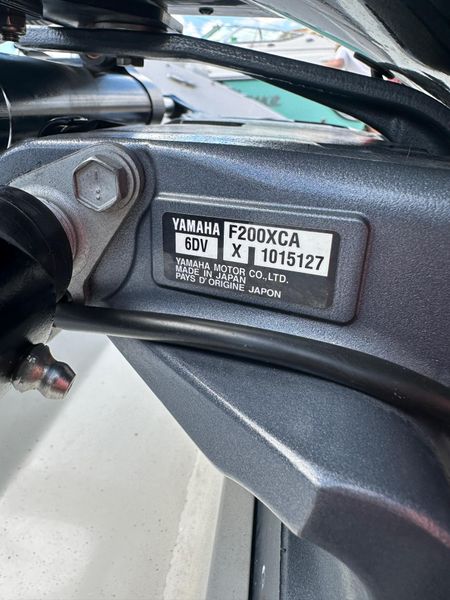 YAMAHA F200XCA
6DV X 1015127
YAMAHA MOTOR CO.,LTD.
MADE IN JAPAN
PAYS D'ORIGINE JAPON